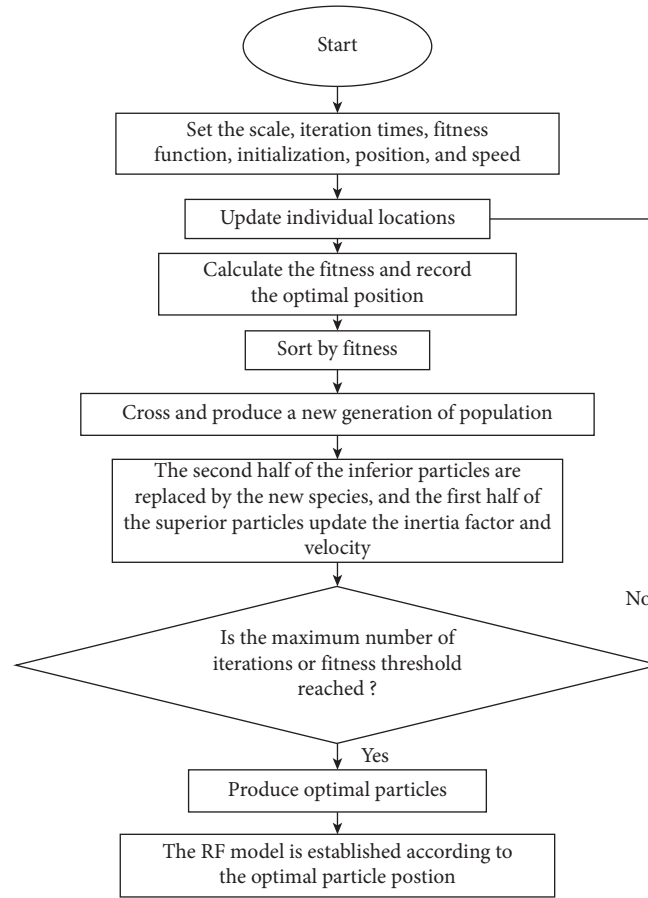 Start
Set the scale, iteration times, fitness
function, initialization, position, and speed
Update individual locations
Calculate the fitness and record
the optimal position
Sort by fitness
Cross and produce a new generation of population
The second half of the inferior particles are
replaced by the new species, and the first half of
the superior particles update the inertia factor and
velocity
No
Is the maximum number of
iterations or fitness threshold
reached ?
Yes
Produce optimal particles
The RF model is established according to
the optimal particle postion